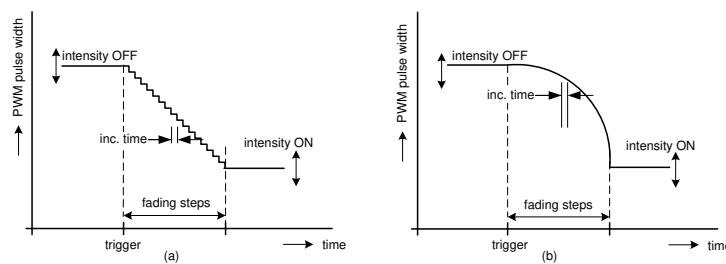 PWM pulse width
intensity OFF
inc. time
intensity ON
fading steps
trigger
time
(a)
PWM pulse width
intensity OFF
inc. time
intensity ON
fading steps
trigger
time
(b)